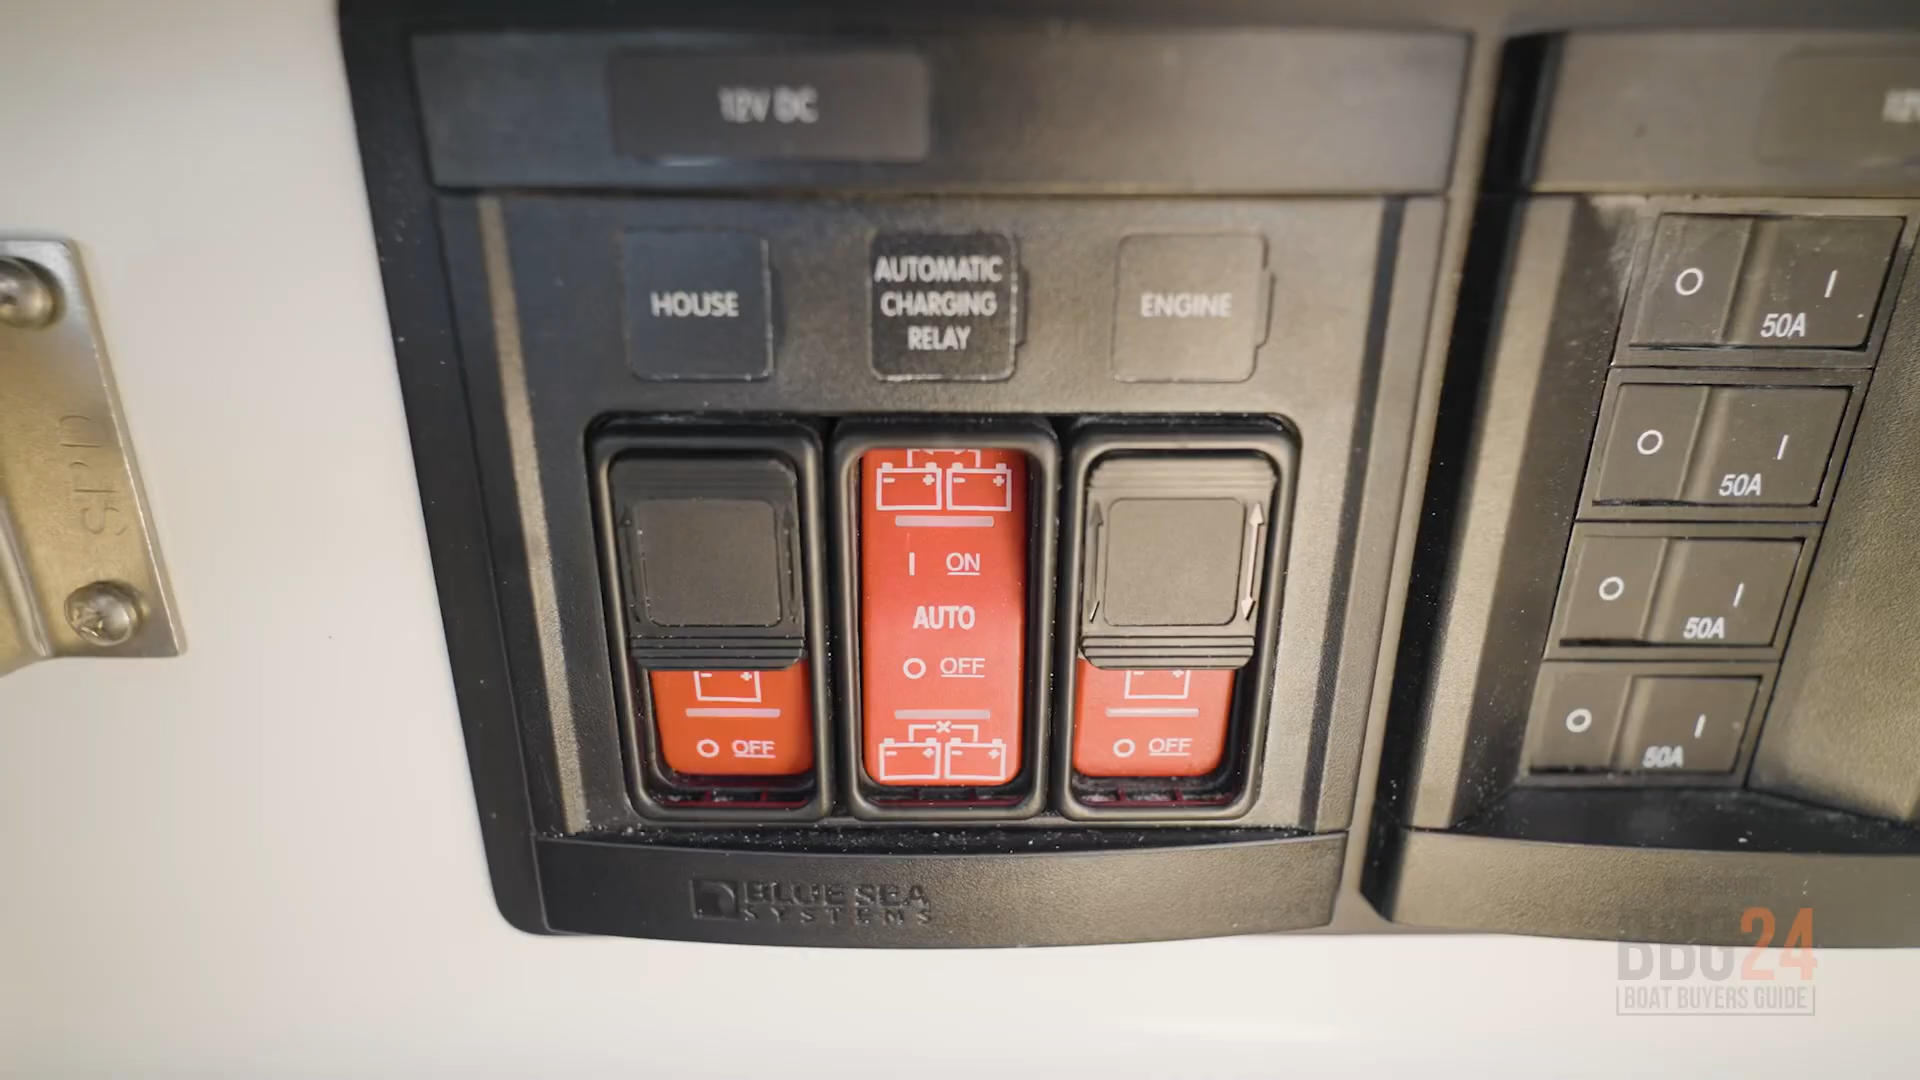 12V DC
HOUSE
AUTOMATIC
CHARGING
RELAY
ENGINE
I ON
AUTO
O OFF
O OFF
O OFF
O I
50A
O I
50A
O I
50A
O I
50A
BLUE SEA
SYSTEMS
BBG24
BOAT BUYERS GUIDE